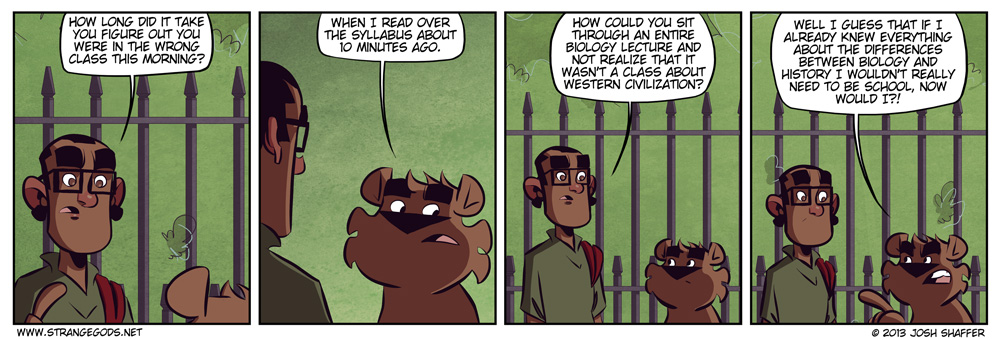 HOW LONG DID IT TAKE
YOU FIGURE OUT YOU
WERE IN THE WRONG
CLASS THIS MORNING?
WHEN I READ OVER
THE SYLLABUS ABOUT
10 MINUTES AGO.
HOW COULD YOU SIT
THROUGH AN ENTIRE
BIOLOGY LECTURE AND
NOT REALIZE THAT IT
WASN'T A CLASS ABOUT
WESTERN CIVILIZATION?
WELL I GUESS THAT IF I
ALREADY KNEW EVERYTHING
ABOUT THE DIFFERENCES
BETWEEN BIOLOGY AND
HISTORY I WOULDN'T REALLY
NEED TO BE SCHOOL, NOW
WOULD I?!
WWW.STRANGEGODS.NET
© 2013 JOSH SHAFFER